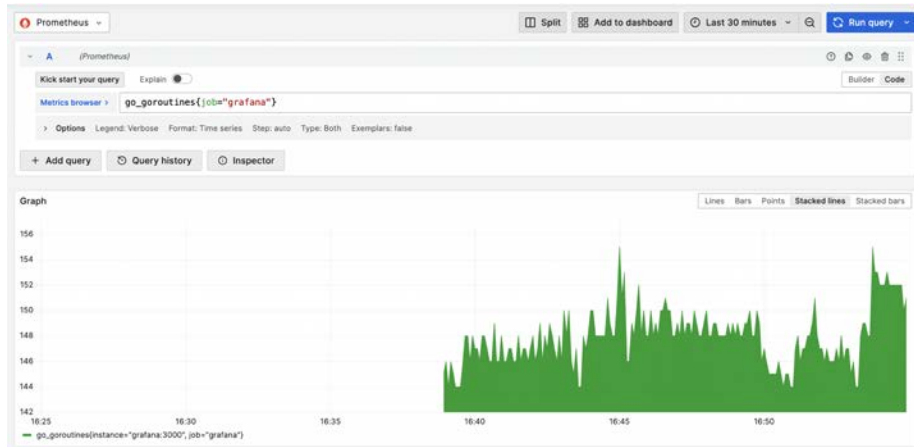 Prometheus
Split
Add to dashboard
Last 30 minutes
Run query
A (Prometheus)
Kick start your query Explain
Builder Code
Metrics browser > go_goroutines{job="grafana"}
> Options Legend: Verbose Format: Time series Step: auto Type: Both Exemplars: false
+ Add query
Query history
Inspector
Graph
Lines Bars Points Stacked lines Stacked bars
156
154
152
150
148
146
144
142
16:25 16:30 16:35 16:40 16:45 16:50
go_goroutines{instance="grafana:3000", job="grafana"}